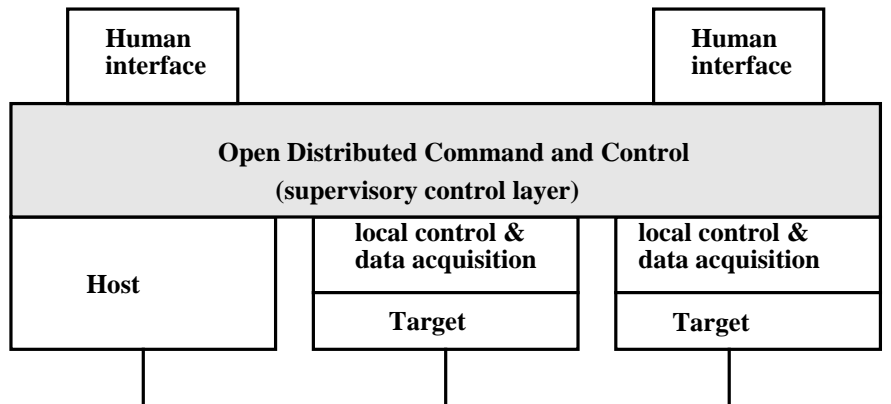 Human
interface
Human
interface
Open Distributed Command and Control
(supervisory control layer)
Host
local control &
data acquisition
Target
local control &
data acquisition
Target